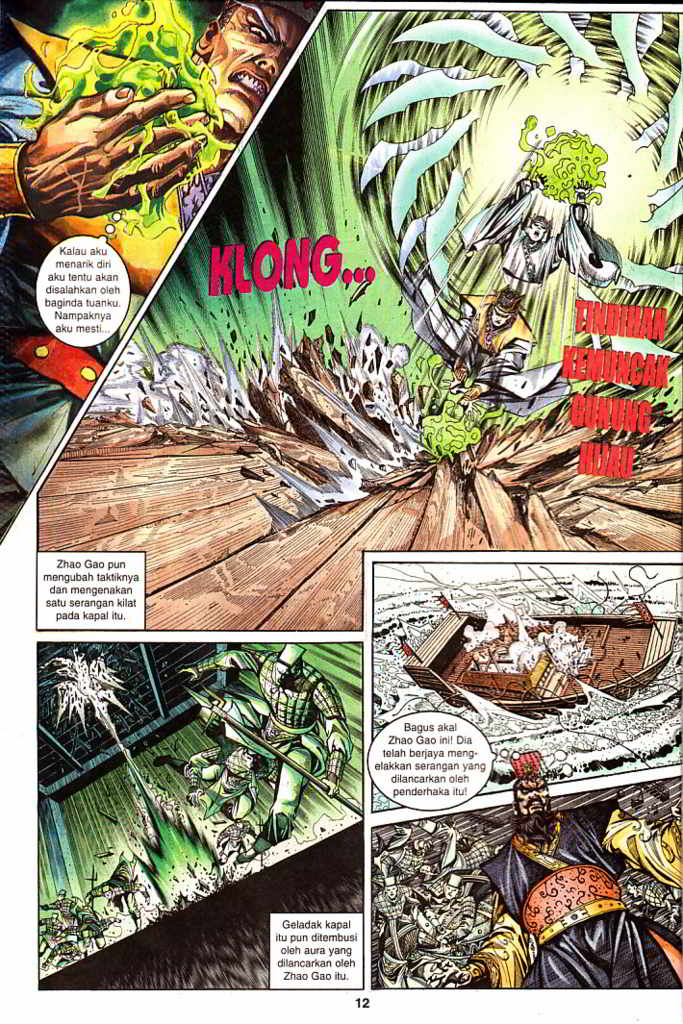 Kalau aku
menarik diri
aku tentu akan
disalahkan oleh
baginda tuanku.
Nampaknya
aku mesti...
KLONG...
TINDIHAN
KEMUNCAK
GUNUNG
HIJAU
Zhao Gao pun
mengubah taktiknya
dan mengenakan
satu serangan kilat
pada kapal itu.
Bagus akal
Zhao Gao ini! Dia
telah berjaya meng-
elakkan serangan yang
dilancarkan oleh
penderhaka itu!
Geladak kapal
itu pun ditembusi
oleh aura yang
dilancarkan oleh
Zhao Gao itu.
12